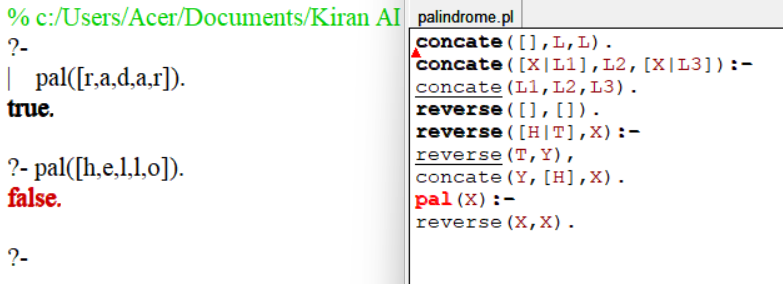 % c:/Users/Acer/Documents/Kiran AI
?-
| pal([r,a,d,a,r]).
true.
?- pal([h,e,l,l,o]).
false.
?-
palindrome.pl
concate([],L,L).
concate([X|L1],L2,[X|L3]):-
concate(L1,L2,L3).
reverse([],[]).
reverse([H|T],X):-
reverse(T,Y),
concate(Y,[H],X).
pal(X):-
reverse(X,X).